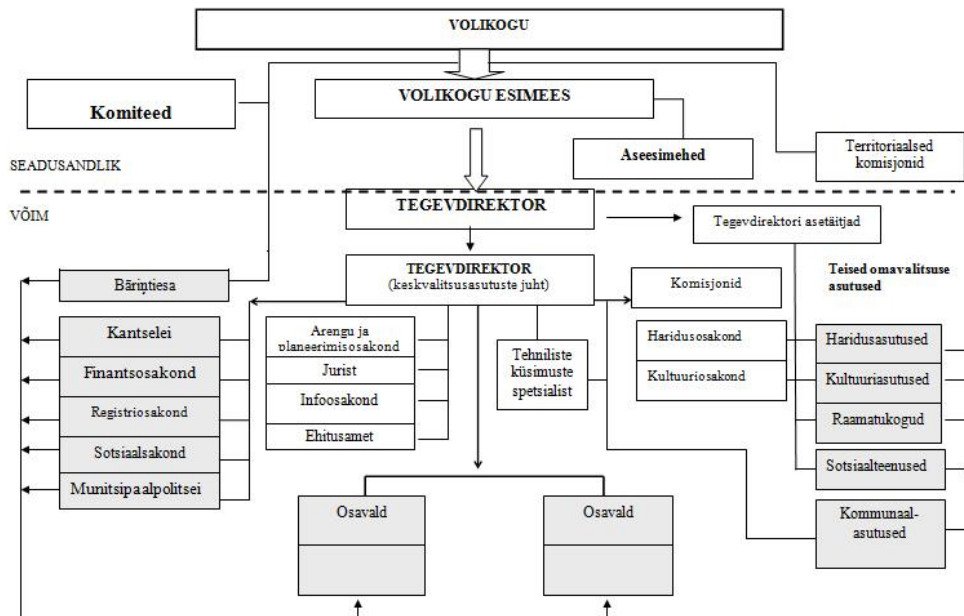 VOLIKOGU
VOLIKOGU ESIMEES
Komiteed
Aseesimehed
Territoriaalsed
komisjonid
SEADUSANDLIK
VÕIM
TEGEVDIREKTOR
Tegevdirektori asetäitjad
TEGEVDIREKTOR
(keskvalitsusasutuste juht)
Teised omavalitsuse
asutused
Bāriņtiesa
Komisjonid
Kantselei
Finantsosakond
Registriosakond
Sotsiaalsakond
Munitsipaalpolitsei
Arengu ja
planeerimisosakond
Jurist
Infoosakond
Ehitusamet
Tehniliste
küsimuste
spetsialist
Haridusosakond
Kultuuriosakond
Haridusasutused
Kultuuriasutused
Raamatukogud
Sotsiaalteenused
Kommunaal-
asutused
Osavald
Osavald